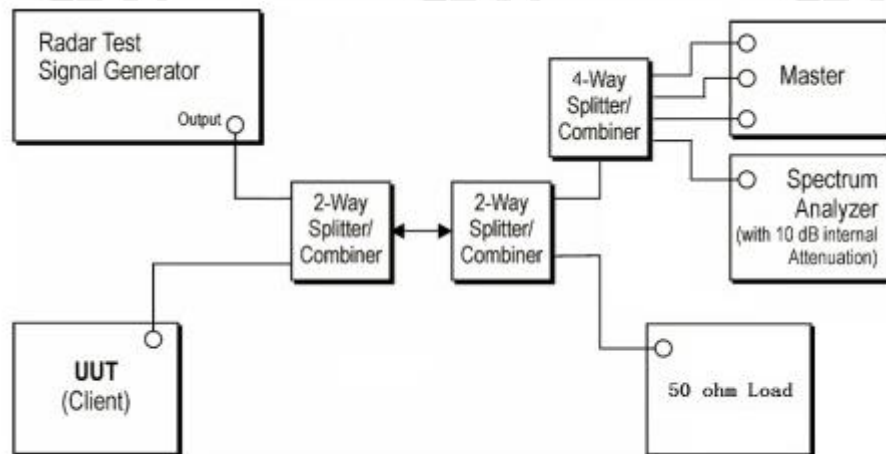 Radar Test
Signal Generator
Output
4-Way
Splitter/
Combiner
Master
2-Way
Splitter/
Combiner
2-Way
Splitter/
Combiner
Spectrum
Analyzer
(with 10 dB internal
Attenuation)
UUT
(Client)
50 ohm Load